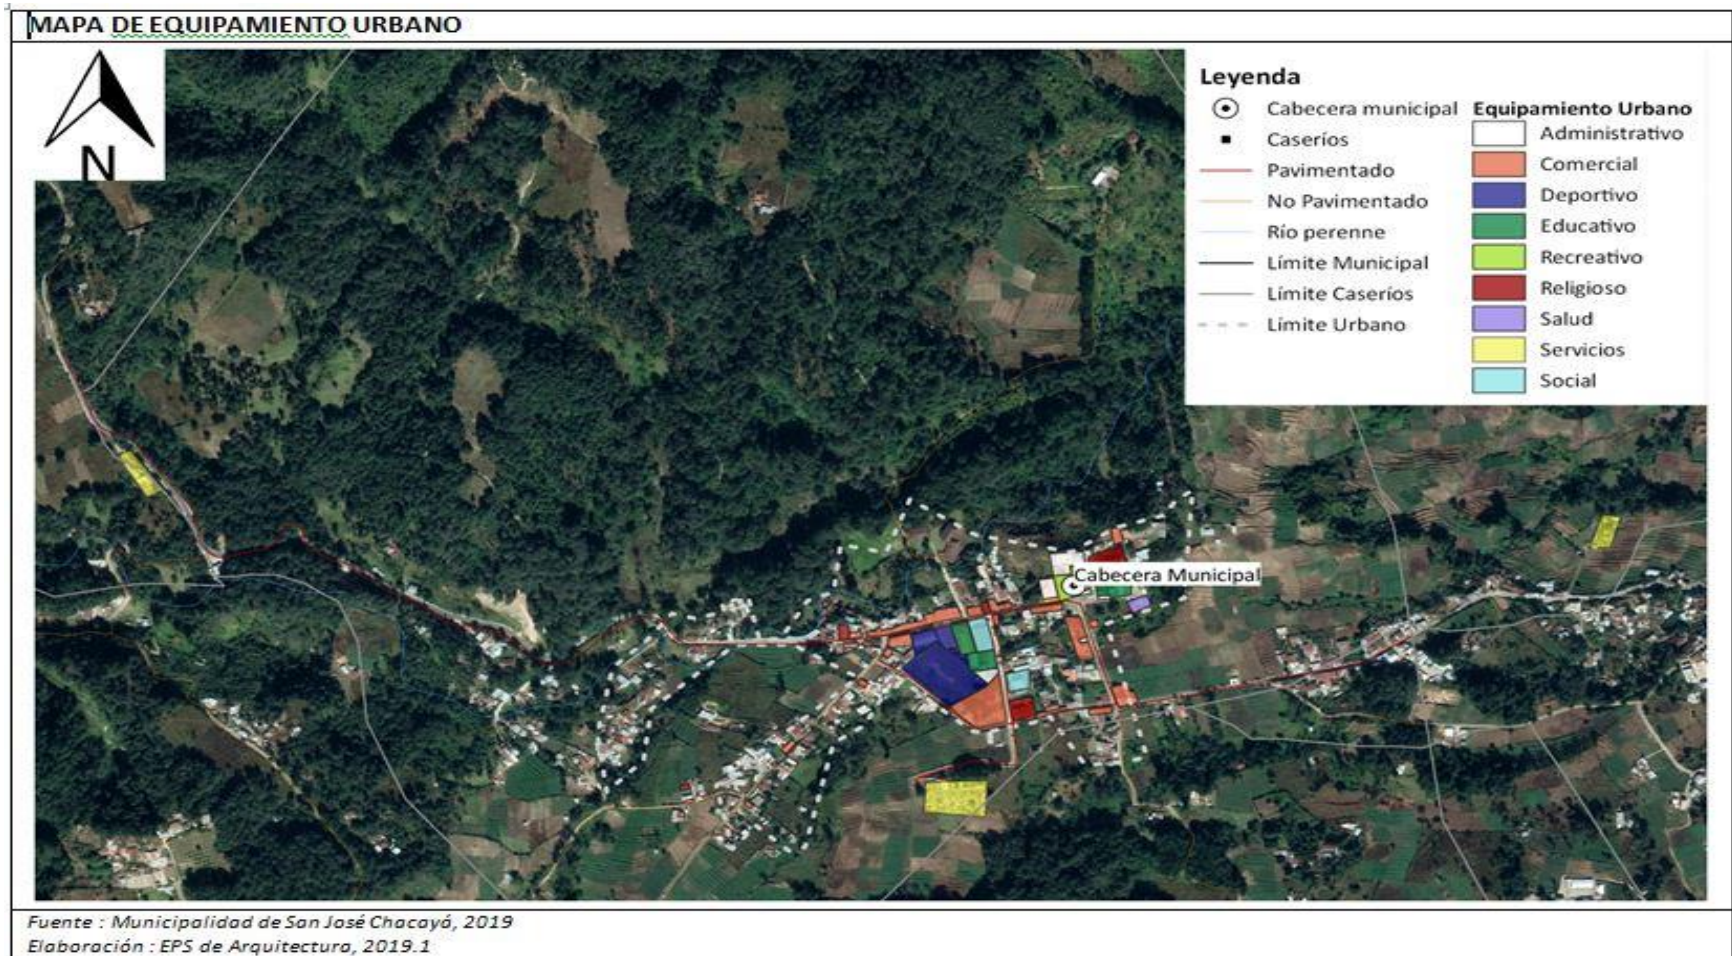 MAPA DE EQUIPAMIENTO URBANO
N
Leyenda
Cabecera municipal
Caseríos
Pavimentado
No Pavimentado
Río perenne
Límite Municipal
Límite Caseríos
Límite Urbano
Equipamiento Urbano
Administrativo
Comercial
Deportivo
Educativo
Recreativo
Religioso
Salud
Servicios
Social
Cabecera Municipal
Fuente : Municipalidad de San José Chacayá, 2019
Elaboración : EPS de Arquitectura, 2019.1